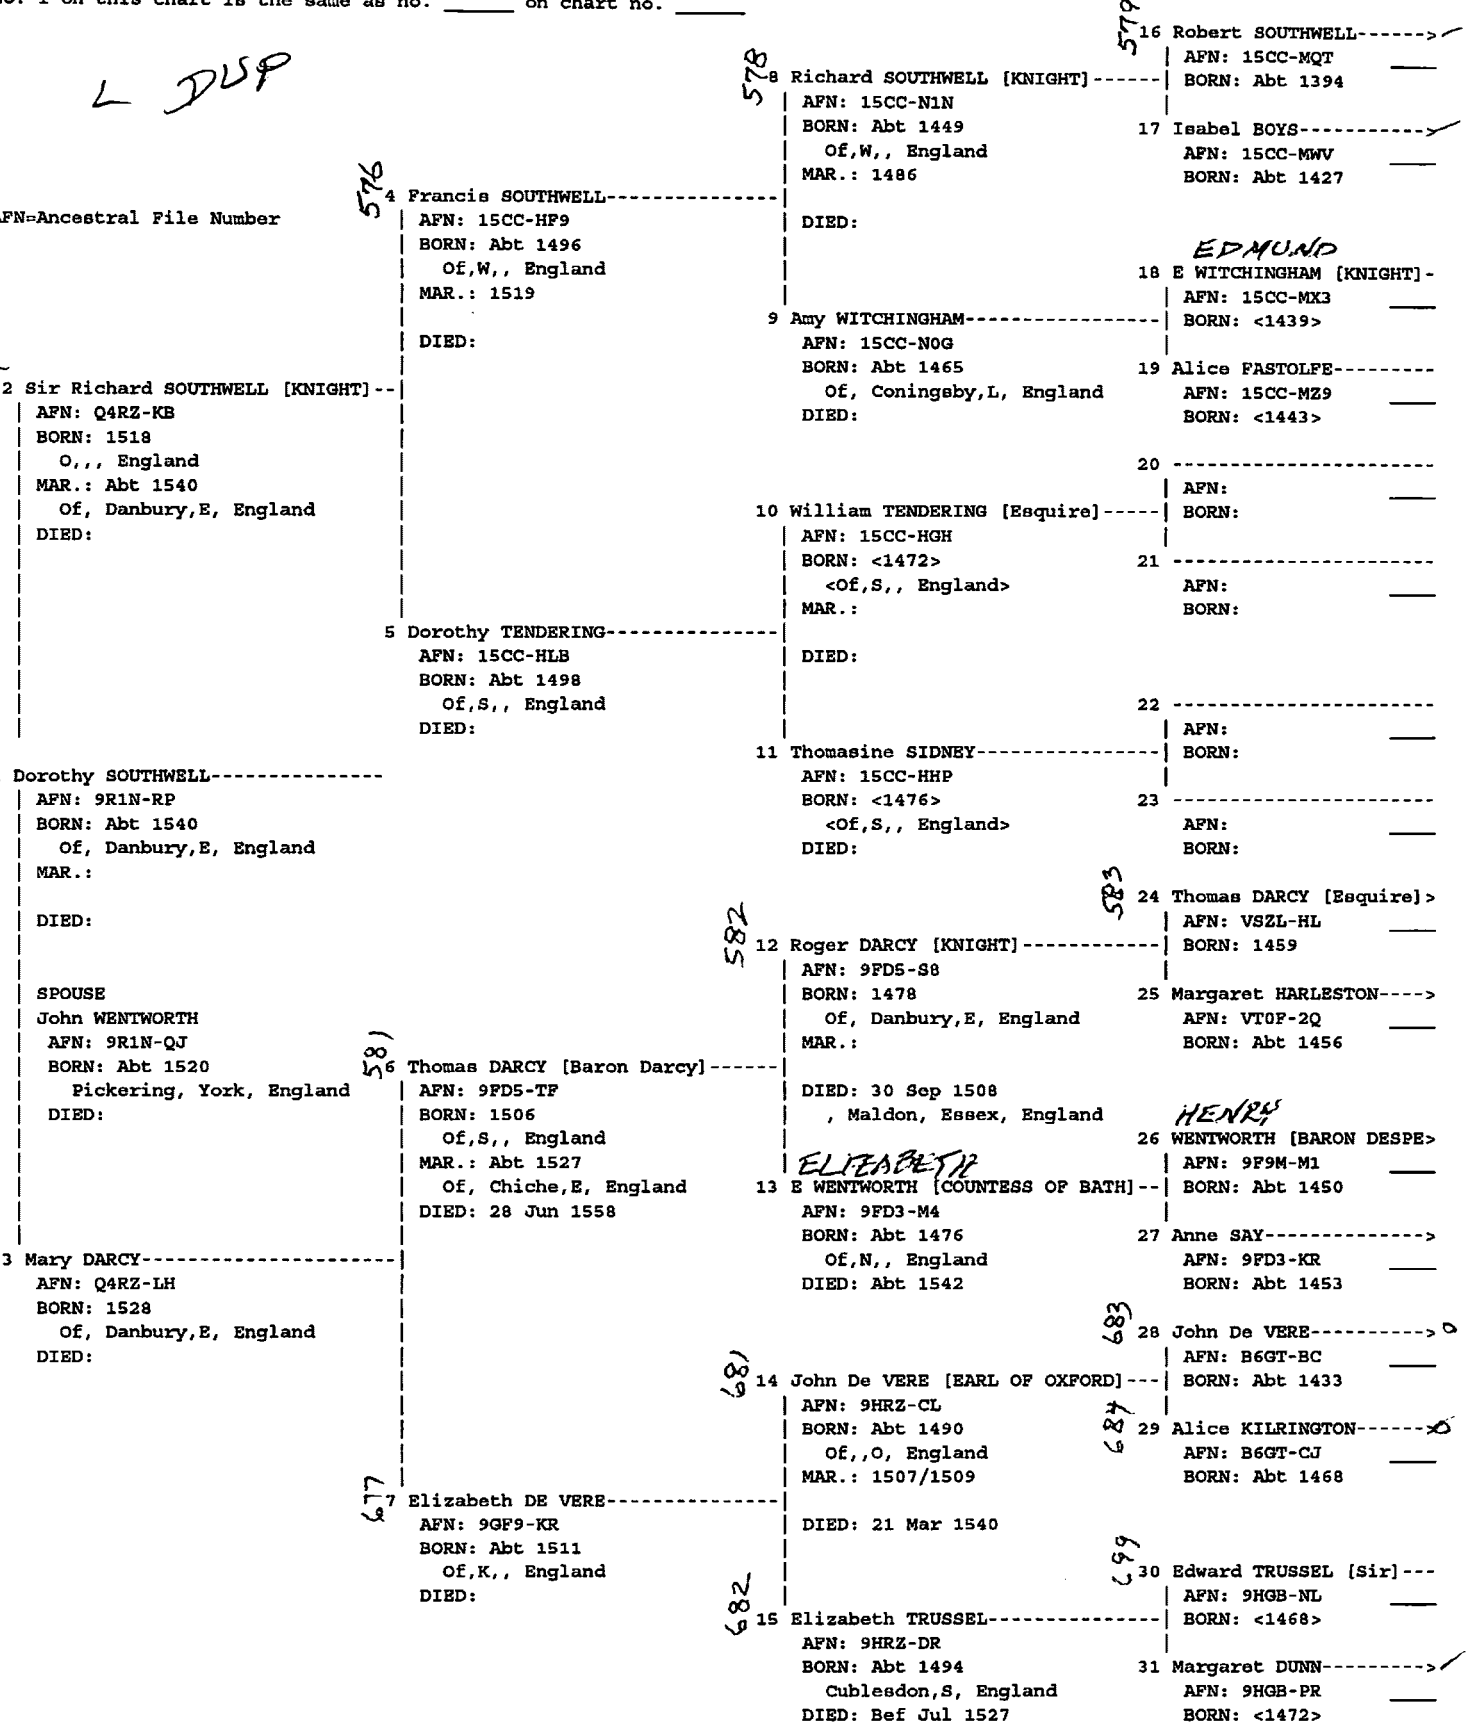 on this chart is the same as no. ______ on chart no. ______
L DUP
AFN=Ancestral File Number
2 Sir Richard SOUTHWELL [KNIGHT]--
AFN: Q4RZ-KB
BORN: 1518
O,,, England
MAR.: Abt 1540
Of, Danbury,E, England
DIED:
Dorothy SOUTHWELL---------------
AFN: 9R1N-RP
BORN: Abt 1540
Of, Danbury,E, England
MAR.:
DIED:
SPOUSE
John WENTWORTH
AFN: 9R1N-QJ
BORN: Abt 1520
Pickering, York, England
DIED:
3 Mary DARCY----------------------
AFN: Q4RZ-LH
BORN: 1528
Of, Danbury,E, England
DIED:
576
4 Francis SOUTHWELL---------------
AFN: 15CC-HF9
BORN: Abt 1496
Of,W,, England
MAR.: 1519
DIED:
5 Dorothy TENDERING---------------
AFN: 15CC-HLB
BORN: Abt 1498
Of,S,, England
DIED:
581
6 Thomas DARCY [Baron Darcy]------
AFN: 9FD5-TF
BORN: 1506
Of,S,, England
MAR.: Abt 1527
Of, Chiche,E, England
DIED: 28 Jun 1558
677
7 Elizabeth DE VERE---------------
AFN: 9GF9-KR
BORN: Abt 1511
Of,K,, England
DIED:
578
8 Richard SOUTHWELL [KNIGHT]------
AFN: 15CC-N1N
BORN: Abt 1449
Of,W,, England
MAR.: 1486
DIED:
9 Amy WITCHINGHAM-----------------
AFN: 15CC-N0G
BORN: Abt 1465
Of, Coningsby,L, England
DIED:
10 William TENDERING [Esquire]-----
AFN: 15CC-HGH
BORN: <1472>
<Of,S,, England>
MAR.:
DIED:
11 Thomasine SIDNEY---------------
AFN: 15CC-HHP
BORN: <1476>
<Of,S,, England>
DIED:
582
12 Roger DARCY [KNIGHT]------------
AFN: 9FD5-S8
BORN: 1478
Of, Danbury,E, England
MAR.:
DIED: 30 Sep 1508
, Maldon, Essex, England
ELIZABETH
13 E WENTWORTH [COUNTESS OF BATH]--
AFN: 9FD3-M4
BORN: Abt 1476
Of,N,, England
DIED: Abt 1542
681
14 John De VERE [EARL OF OXFORD]---
AFN: 9HRZ-CL
BORN: Abt 1490
Of,,O, England
MAR.: 1507/1509
DIED: 21 Mar 1540
682
15 Elizabeth TRUSSEL---------------
AFN: 9HRZ-DR
BORN: Abt 1494
Cublesdon,S, England
DIED: Bef Jul 1527
579
16 Robert SOUTHWELL------>
AFN: 15CC-MQT ____
BORN: Abt 1394
17 Isabel BOYS----------->
AFN: 15CC-MWV ____
BORN: Abt 1427
EDMUND
18 E WITCHINGHAM [KNIGHT]-
AFN: 15CC-MX3 ____
BORN: <1439>
19 Alice FASTOLFE---------
AFN: 15CC-MZ9 ____
BORN: <1443>
20 -----------------------
AFN: ____
BORN:
21 -----------------------
AFN: ____
BORN:
22 -----------------------
AFN: ____
BORN:
23 -----------------------
AFN: ____
BORN:
583
24 Thomas DARCY [Esquire]>
AFN: VSZL-HL ____
BORN: 1459
25 Margaret HARLESTON---->
AFN: VT0F-2Q ____
BORN: Abt 1456
HENRY
26 WENTWORTH [BARON DESPE>
AFN: 9F9M-M1 ____
BORN: Abt 1450
27 Anne SAY-------------->
AFN: 9FD3-KR ____
BORN: Abt 1453
683
28 John De VERE----------> 0
AFN: B6GT-BC ____
BORN: Abt 1433
684
29 Alice KILRINGTON------>0
AFN: B6GT-CJ ____
BORN: Abt 1468
699
30 Edward TRUSSEL [Sir]---
AFN: 9HGB-NL ____
BORN: <1468>
31 Margaret DUNN--------->
AFN: 9HGB-PR ____
BORN: <1472>